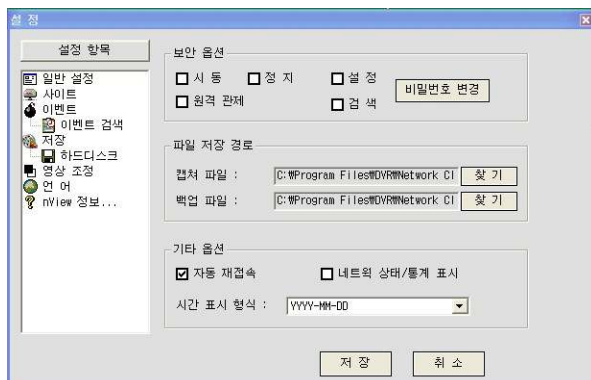 설 정
설정 항목
일반 설정
사이트
이벤트
이벤트 검색
저장
하드디스크
영상 조정
언 어
nView 정보...
보안 옵션
시 동
정 지
설 정
원격 관제
검 색
비밀번호 변경
파일 저장 경로
캡쳐 파일 :
C:₩Program Files₩DVR₩Network Cl
찾 기
백업 파일 :
C:₩Program Files₩DVR₩Network Cl
찾 기
기타 옵션
자동 재접속
네트웍 상태/통계 표시
시간 표시 형식 :
YYYY-MM-DD
저 장
취 소